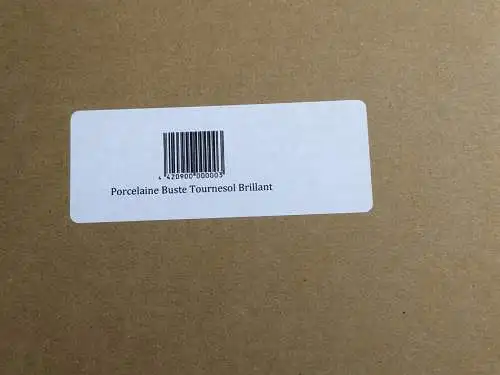 4 420900 000003
Porcelaine Buste Tournesol Brillant